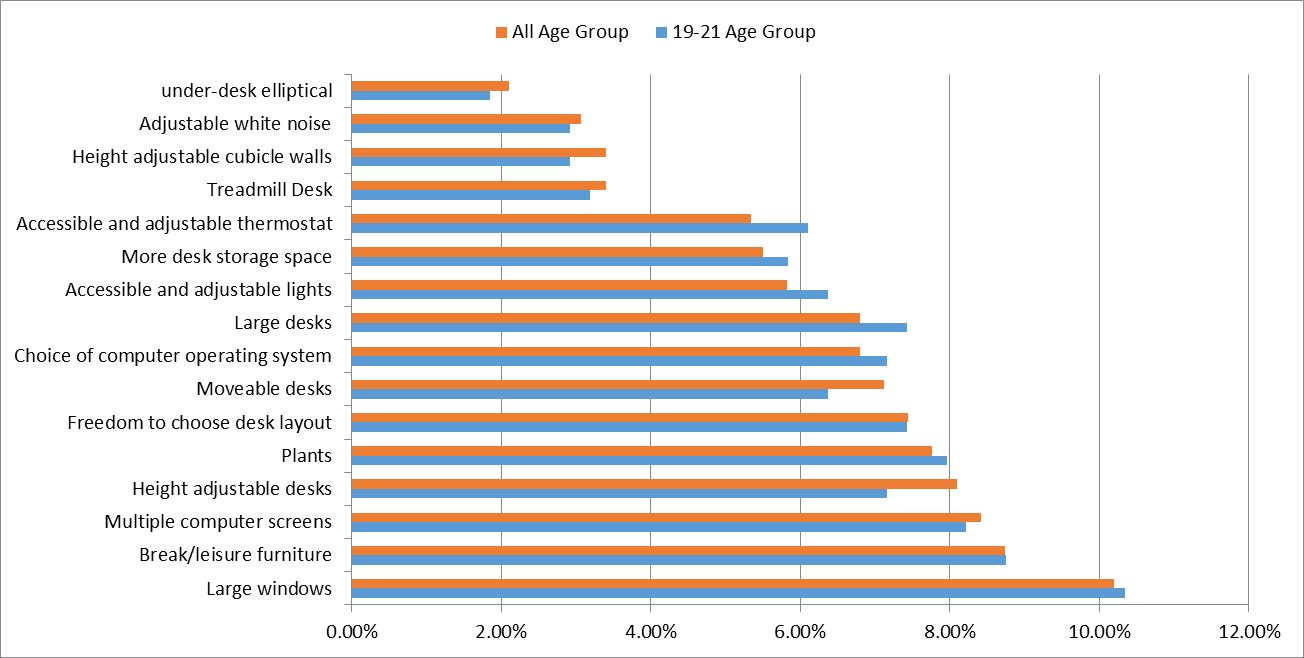 All Age Group 19-21 Age Group
under-desk elliptical
Adjustable white noise
Height adjustable cubicle walls
Treadmill Desk
Accessible and adjustable thermostat
More desk storage space
Accessible and adjustable lights
Large desks
Choice of computer operating system
Moveable desks
Freedom to choose desk layout
Plants
Height adjustable desks
Multiple computer screens
Break/leisure furniture
Large windows
0.00% 2.00% 4.00% 6.00% 8.00% 10.00% 12.00%